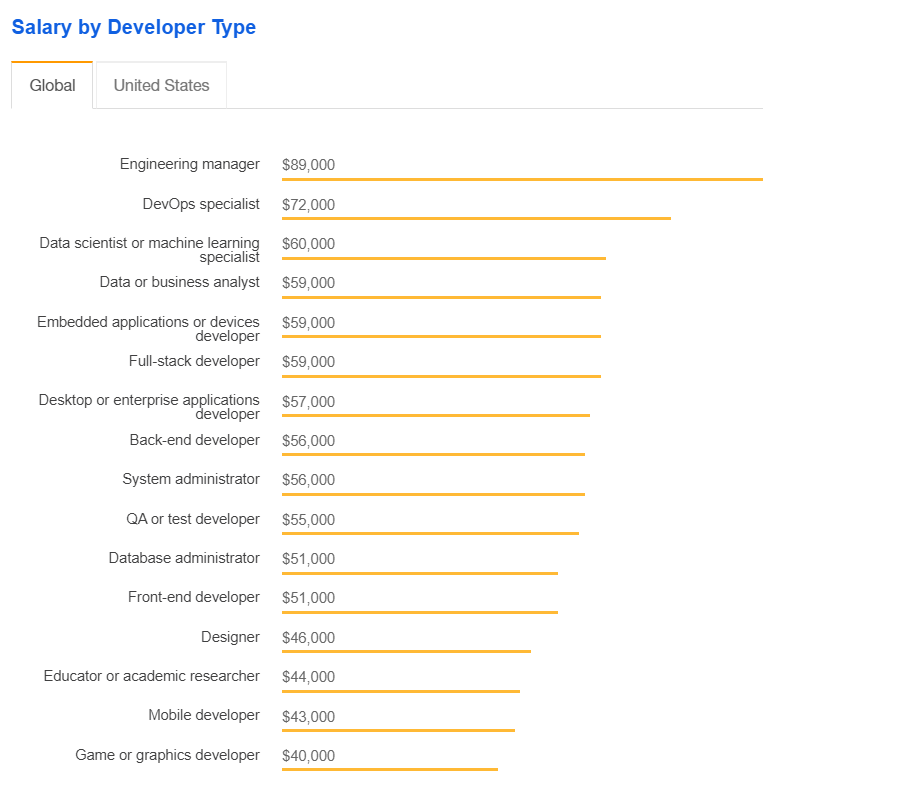 Salary by Developer Type
Global
United States
Engineering manager $89,000
DevOps specialist $72,000
Data scientist or machine learning $60,000
specialist
Data or business analyst $59,000
Embedded applications or devices $59,000
developer
Full-stack developer $59,000
Desktop or enterprise applications $57,000
developer
Back-end developer $56,000
System administrator $56,000
QA or test developer $55,000
Database administrator $51,000
Front-end developer $51,000
Designer $46,000
Educator or academic researcher $44,000
Mobile developer $43,000
Game or graphics developer $40,000